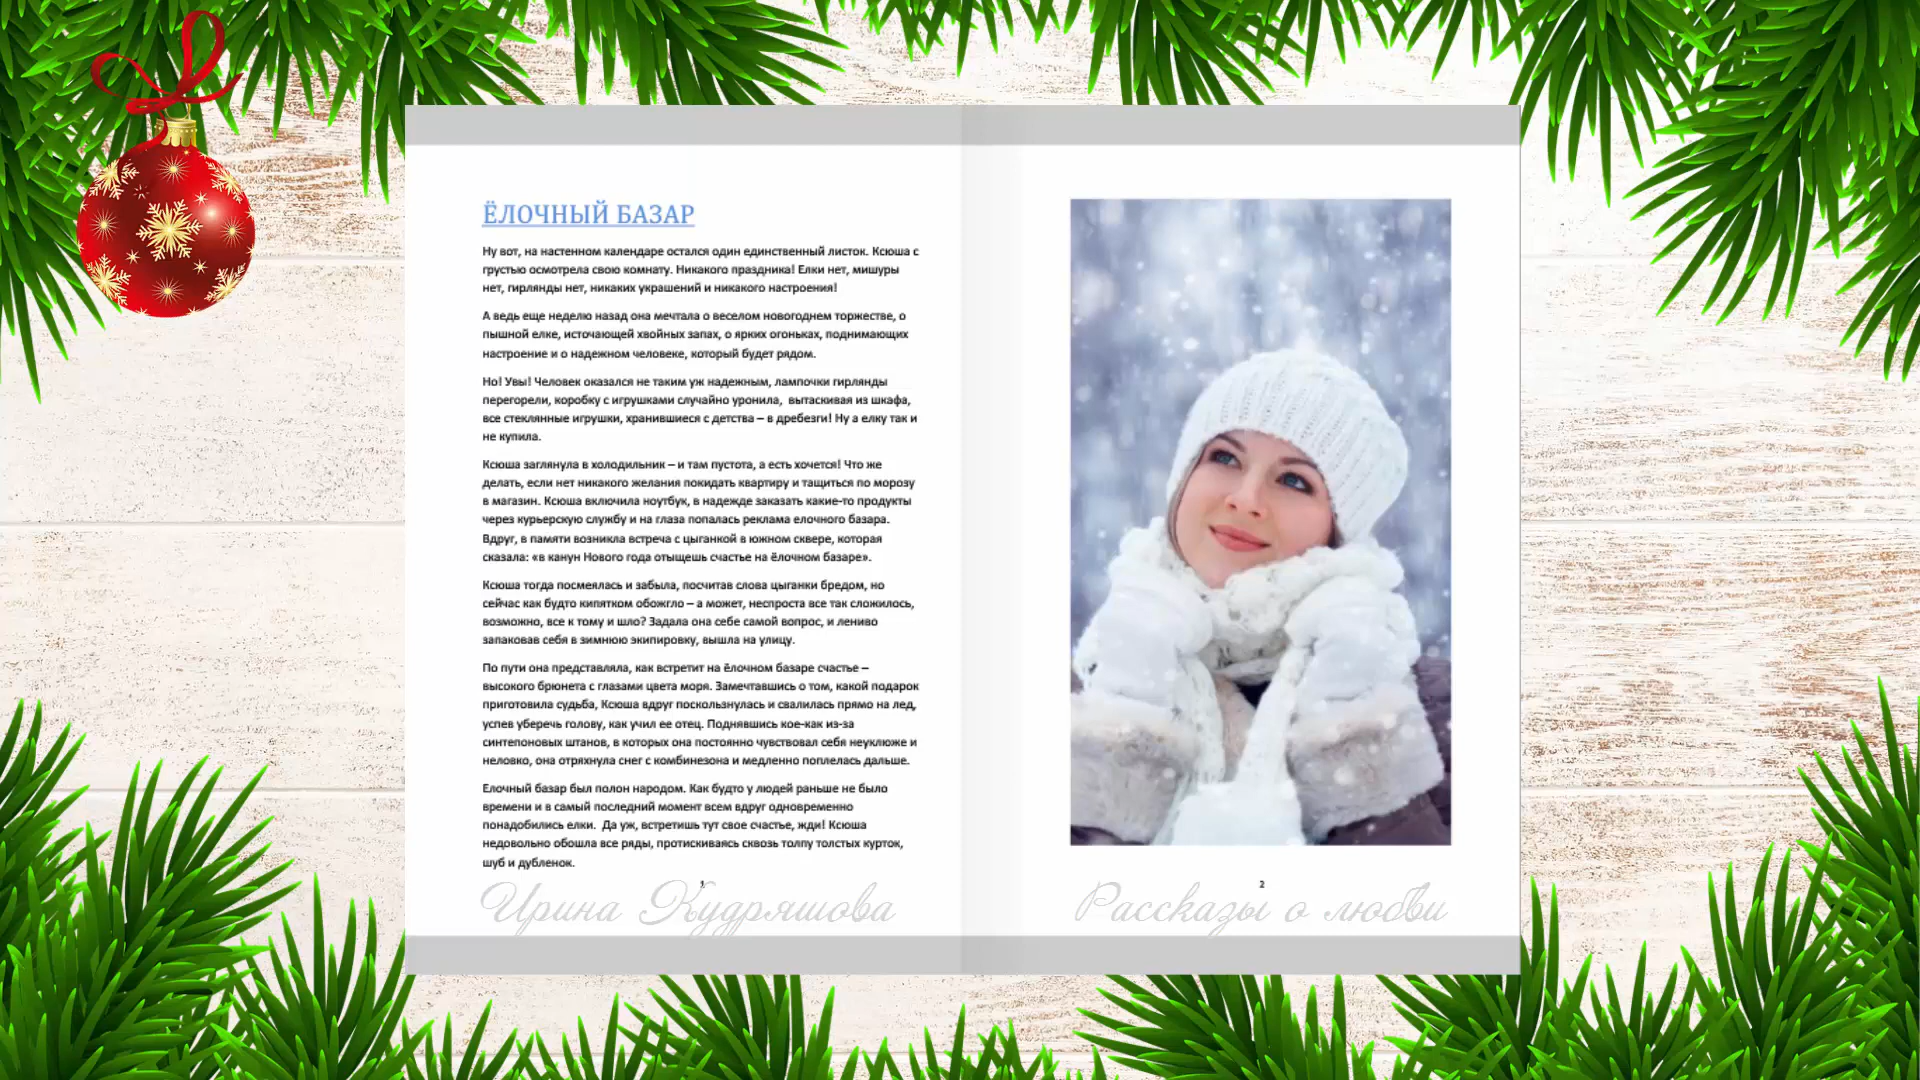 ЁЛОЧНЫЙ БАЗАР
Ну вот, на настенном календаре остался один единственный листок. Ксюша с
грустью осмотрела свою комнату. Никакого праздника! Елки нет, мишуры
нет, гирлянды нет, никаких украшений и никакого настроения!
А ведь еще неделю назад она мечтала о веселом новогоднем торжестве, о
пышной елке, источающей хвойных запах, о ярких огоньках, поднимающих
настроение и о надежном человеке, который будет рядом.
Но! Увы! Человек оказался не таким уж надежным, лампочки гирлянды
перегорели, коробку с игрушками случайно уронила,  вытаскивая из шкафа,
все стеклянные игрушки, хранившиеся с детства – в дребезги! Ну а елку так и
не купила.
Ксюша заглянула в холодильник – и там пустота, а есть хочется! Что же
делать, если нет никакого желания покидать квартиру и тащиться по морозу
в магазин. Ксюша включила ноутбук, в надежде заказать какие-то продукты
через курьерскую службу и на глаза попалась реклама елочного базара.
Вдруг, в памяти возникла встреча с цыганкой в южном сквере, которая
сказала: «в канун Нового года отыщешь счастье на ёлочном базаре».
Ксюша тогда посмеялась и забыла, посчитав слова цыганки бредом, но
сейчас как будто кипятком обожгло – а может, неспроста все так сложилось,
возможно, все к тому и шло? Задала она себе самой вопрос, и лениво
запаковав себя в зимнюю экипировку, вышла на улицу.
По пути она представляла, как встретит на ёлочном базаре счастье –
высокого брюнета с глазами цвета моря. Замечтавшись о том, какой подарок
приготовила судьба, Ксюша вдруг поскользнулась и свалилась прямо на лед,
успев уберечь голову, как учил ее отец. Поднявшись кое-как из-за
синтепоновых штанов, в которых она постоянно чувствовал себя неуклюже и
неловко, она отряхнула снег с комбинезона и медленно поплелась дальше.
Елочный базар был полон народом. Как будто у людей раньше не было
времени и в самый последний момент всем вдруг одновременно
понадобились елки.  Да уж, встретишь тут свое счастье, жди! Ксюша
недовольно обошла все ряды, протискиваясь сквозь толпу толстых курток,
шуб и дубленок.
1
Ирина Кудряшова
2
Рассказы о любви